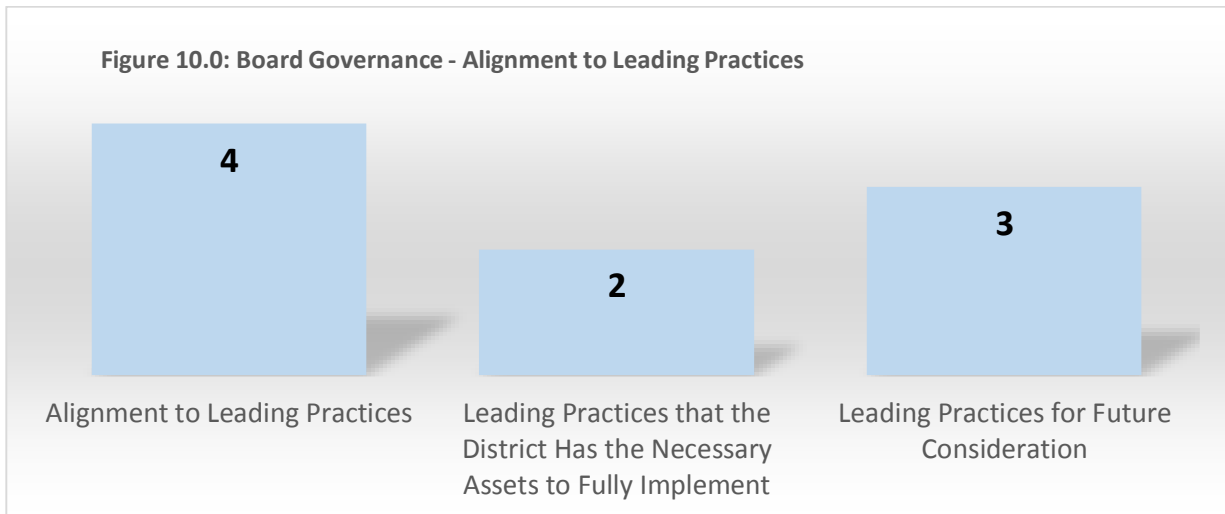 Figure 10.0: Board Governance - Alignment to Leading Practices
4
2
3
Alignment to Leading Practices
Leading Practices that the
District Has the Necessary
Assets to Fully Implement
Leading Practices for Future
Consideration